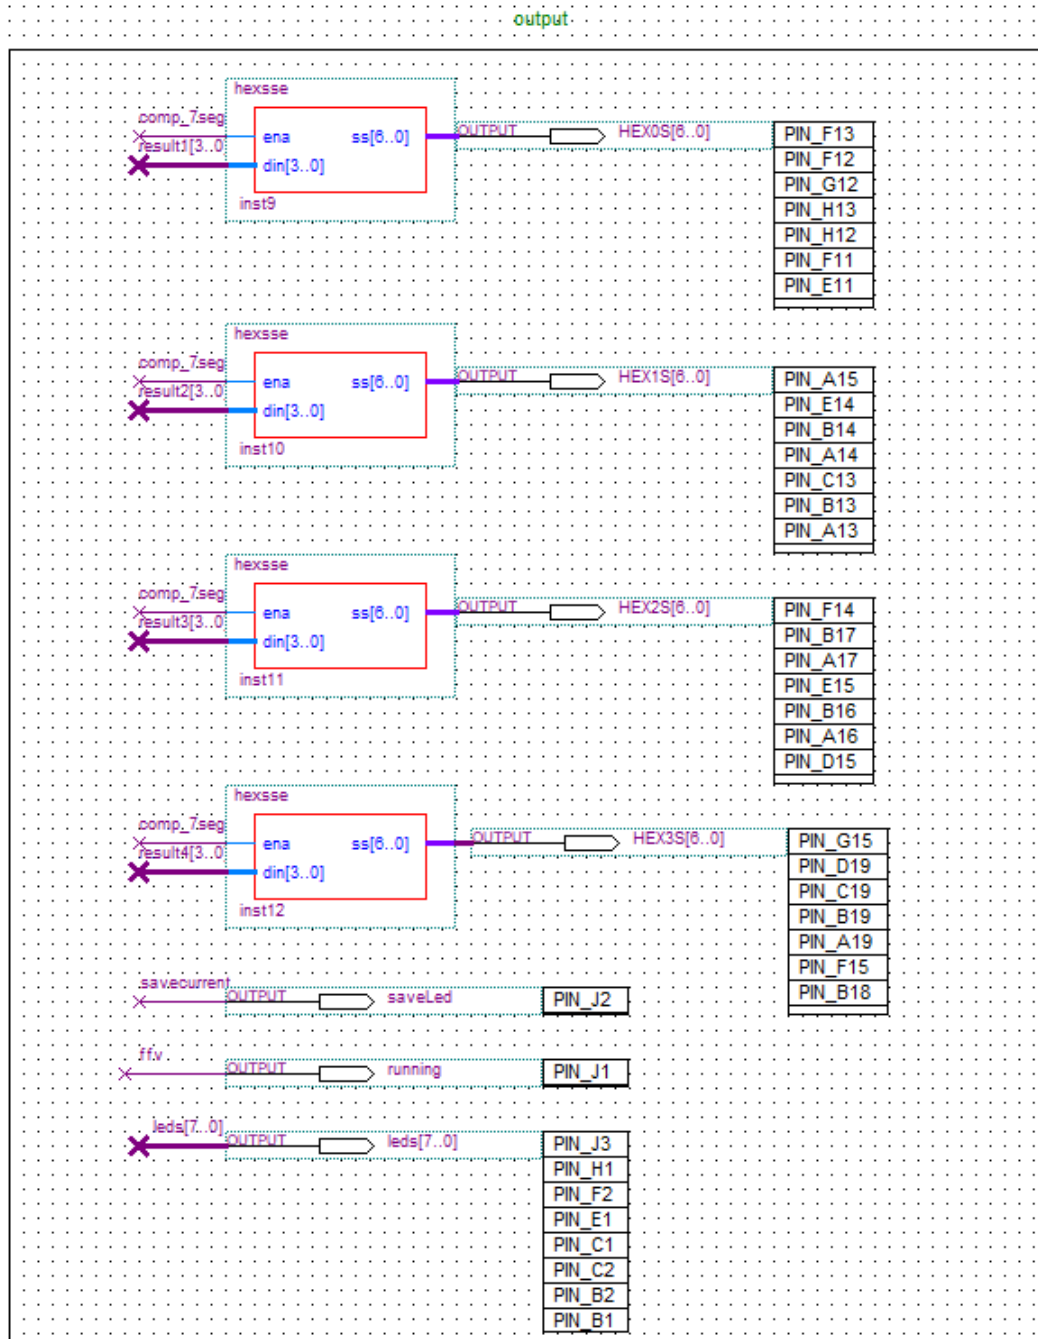 output
hexsse
comp_7seg
ena
ss[6..0]
OUTPUT
HEX0S[6..0]
PIN_F13
result1[3..0
din[3..0]
PIN_F12
PIN_G12
inst9
PIN_H13
PIN_H12
PIN_F11
PIN_E11
hexsse
comp_7seg
ena
ss[6..0]
OUTPUT
HEX1S[6..0]
PIN_A15
result2[3..0
din[3..0]
PIN_E14
PIN_B14
inst10
PIN_A14
PIN_C13
PIN_B13
PIN_A13
hexsse
comp_7seg
ena
ss[6..0]
OUTPUT
HEX2S[6..0]
PIN_F14
result3[3..0
din[3..0]
PIN_B17
PIN_A17
inst11
PIN_E15
PIN_B16
PIN_A16
PIN_D15
hexsse
comp_7seg
ena
ss[6..0]
OUTPUT
HEX3S[6..0]
PIN_G15
result4[3..0
din[3..0]
PIN_D19
PIN_C19
inst12
PIN_B19
PIN_A19
PIN_F15
PIN_B18
savecurrent
OUTPUT
saveLed
PIN_J2
ff.v
OUTPUT
running
PIN_J1
leds[7..0]
OUTPUT
leds[7..0]
PIN_J3
PIN_H1
PIN_F2
PIN_E1
PIN_C1
PIN_C2
PIN_B2
PIN_B1